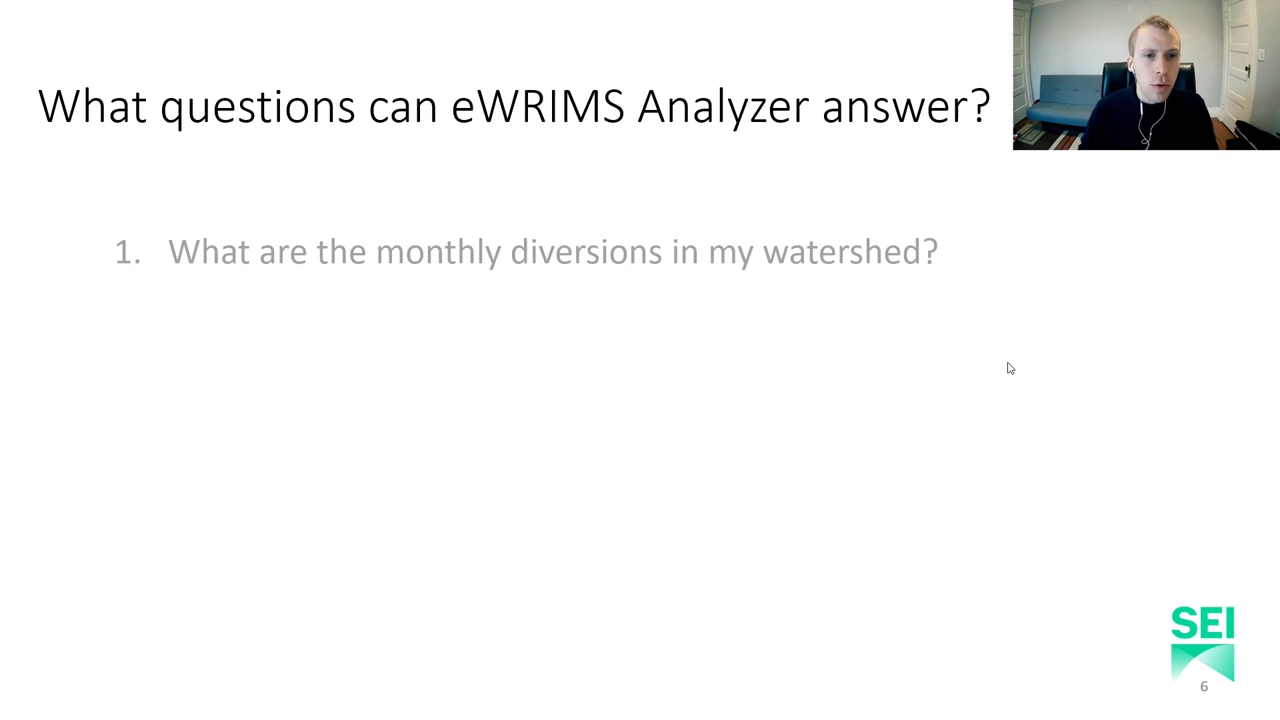 What questions can eWRIMS Analyzer answer?
1. What are the monthly diversions in my watershed?
SEI
6